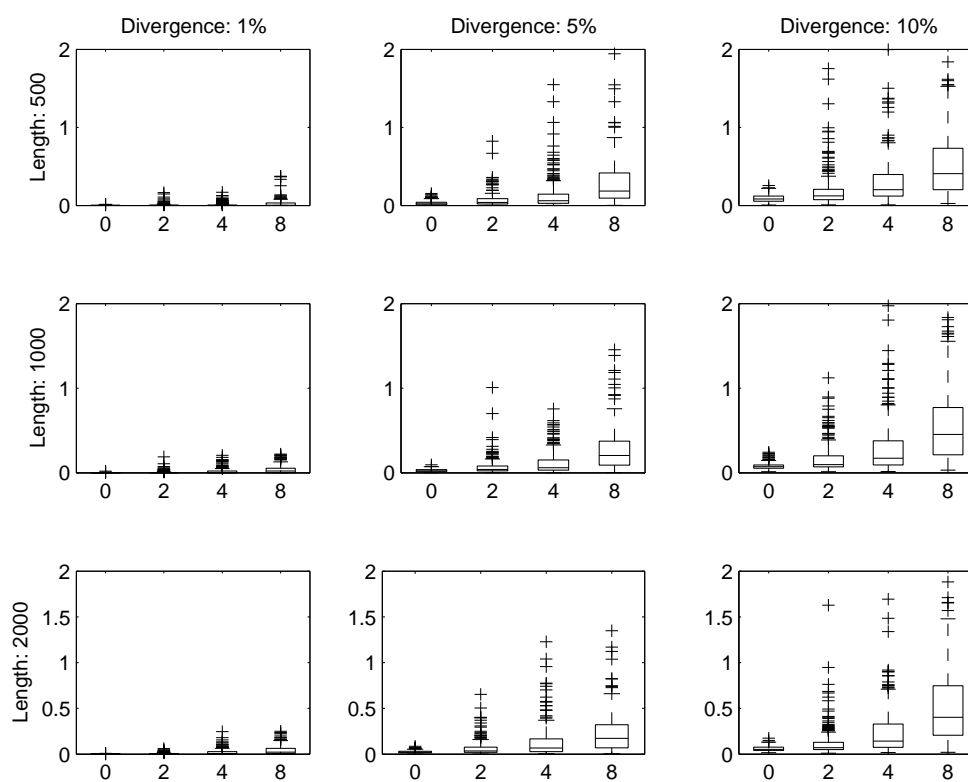 Divergence: 1% Divergence: 5% Divergence: 10%
Length: 500
2 2 2
1 1 1
0 0 0
0 2 4 8 0 2 4 8 0 2 4 8
Length: 1000
2 2 2
1 1 1
0 0 0
0 2 4 8 0 2 4 8 0 2 4 8
Length: 2000
2 2 2
1.5 1.5 1.5
1 1 1
0.5 0.5 0.5
0 0 0
0 2 4 8 0 2 4 8 0 2 4 8